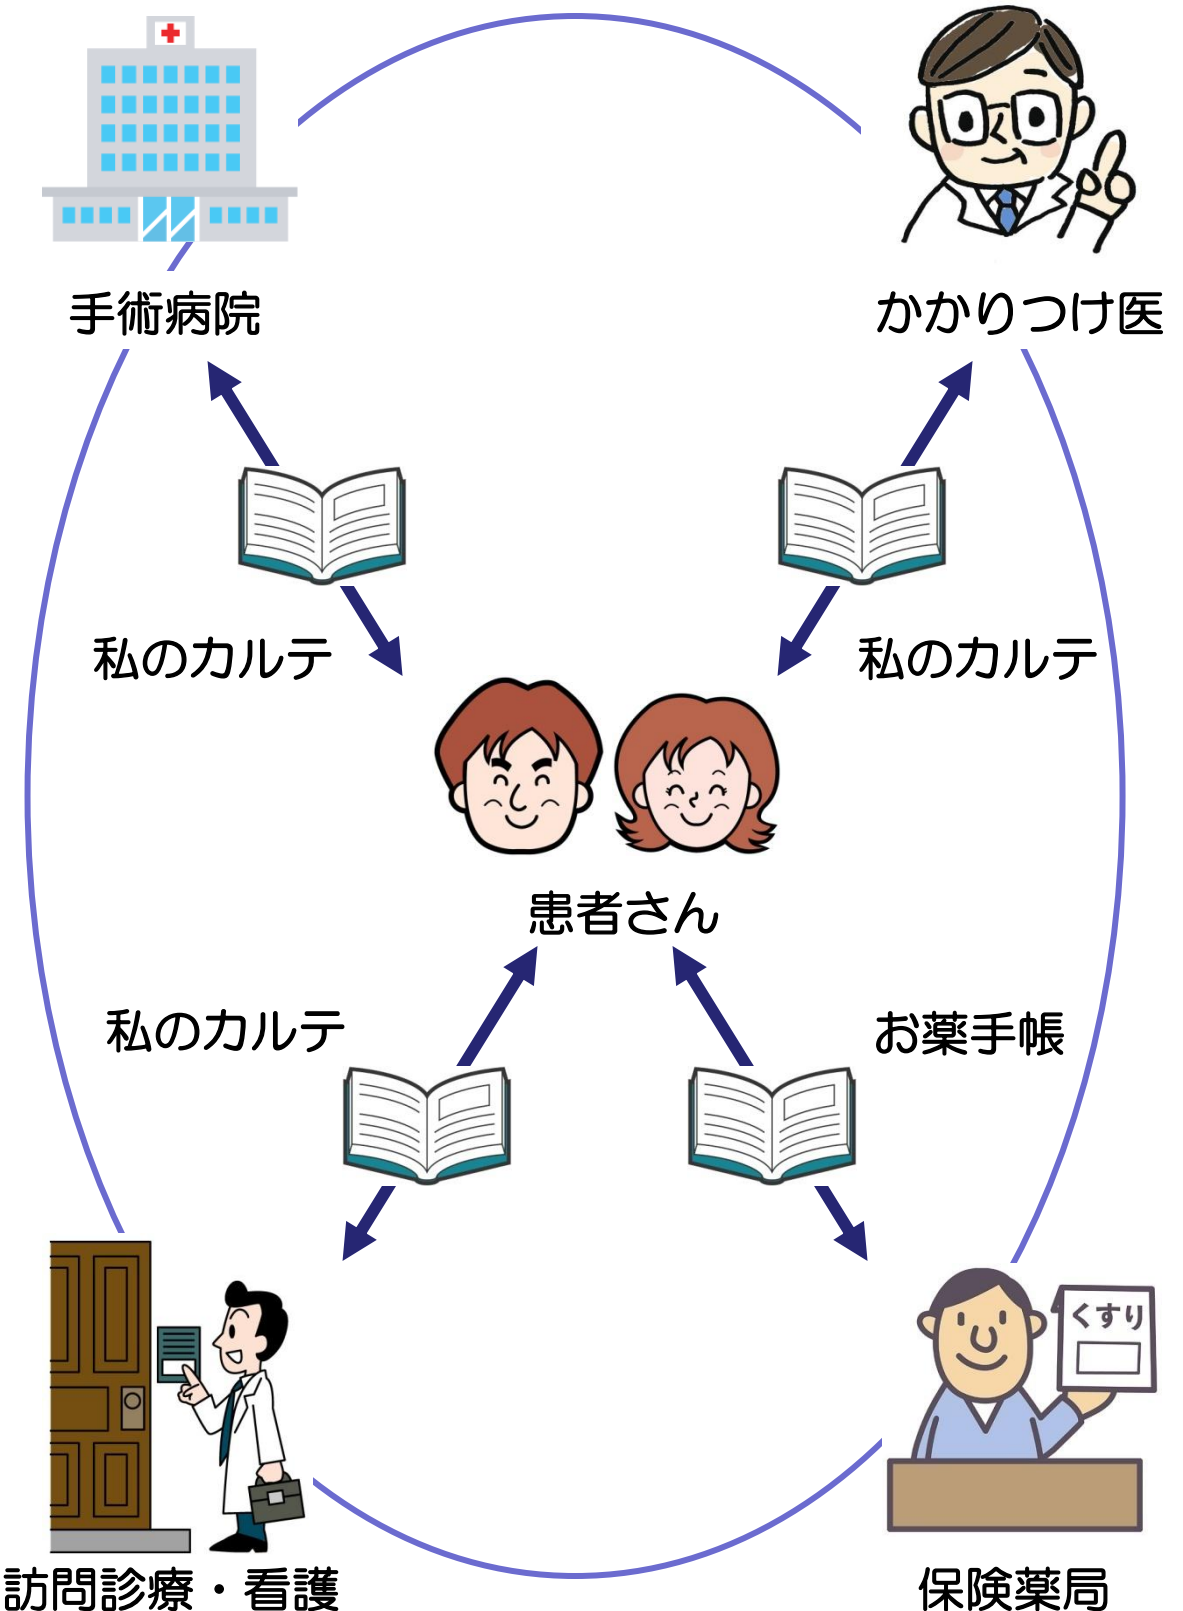 手術病院
かかりつけ医
私のカルテ
私のカルテ
患者さん
私のカルテ
お薬手帳
くすり
訪問診療・看護
保険薬局